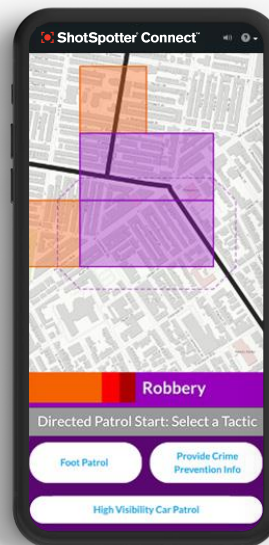 ShotSpotter Connect™
Robbery
Directed Patrol Start: Select a Tactic
Foot Patrol
Provide Crime
Prevention Info
High Visibility Car Patrol